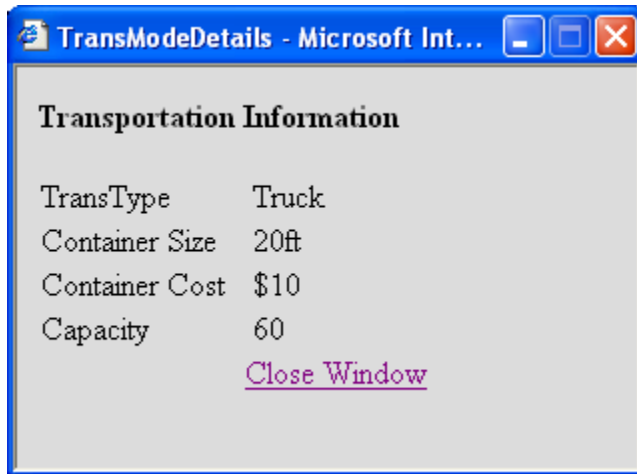 TransModeDetails - Microsoft Int...
Transportation Information
TransType Truck
Container Size 20ft
Container Cost $10
Capacity 60
Close Window